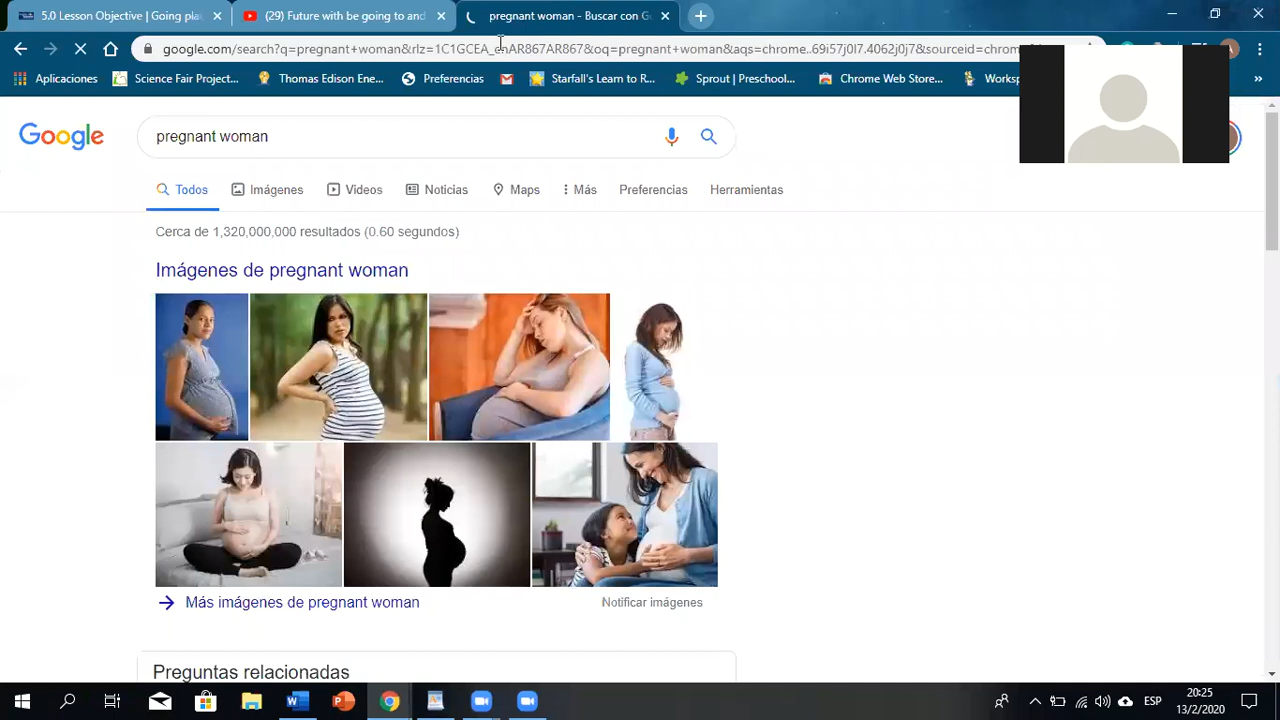 5.0 Lesson Objective | Going pla
(29) Future with be going to and
pregnant woman - Buscar con Go
google.com/search?q=pregnant+woman&rlz=1C1GCEA_enAR867AR867&oq=pregnant+woman&aqs=chrome..69i57j0l7.4062j0j7&sourceid=chrom
Aplicaciones
Science Fair Project...
Thomas Edison Ene...
Preferencias
Starfall's Learn to R...
Sprout | Preschool...
Chrome Web Store...
Worksp
»
Google
pregnant woman
Todos
Imágenes
Videos
Noticias
Maps
Más
Preferencias
Herramientas
Cerca de 1,320,000,000 resultados (0.60 segundos)
Imágenes de pregnant woman
Más imágenes de pregnant woman
Notificar imágenes
Preguntas relacionadas
ESP
20:25
13/2/2020